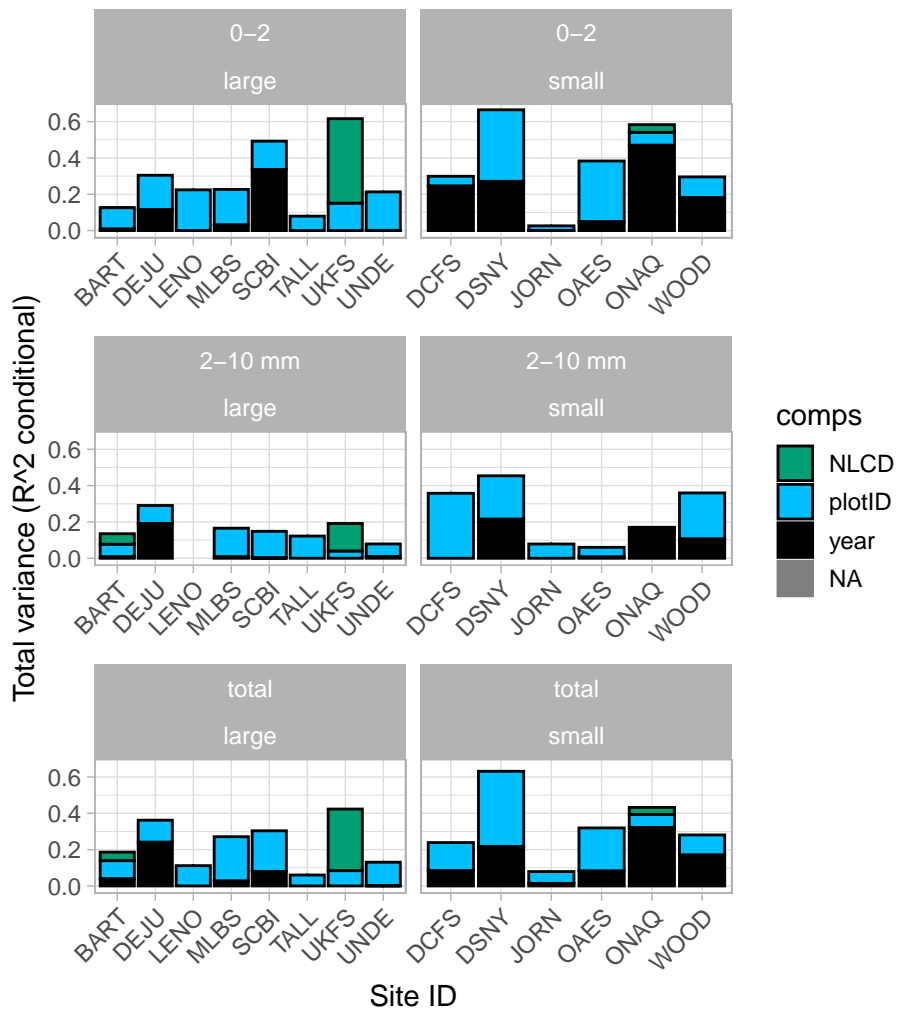 0–2
large
0–2
small
0.6
0.4
0.2
0.0
BART
DEJU
LENO
MLBS
SCBI
TALL
UKFS
UNDE
DCFS
DSNY
JORN
OAES
ONAQ
WOOD
2–10 mm
large
2–10 mm
small
0.6
0.4
0.2
0.0
BART
DEJU
LENO
MLBS
SCBI
TALL
UKFS
UNDE
DCFS
DSNY
JORN
OAES
ONAQ
WOOD
total
large
total
small
0.6
0.4
0.2
0.0
BART
DEJU
LENO
MLBS
SCBI
TALL
UKFS
UNDE
DCFS
DSNY
JORN
OAES
ONAQ
WOOD
Total variance (R^2 conditional)
Site ID
comps
NLCD
plotID
year
NA